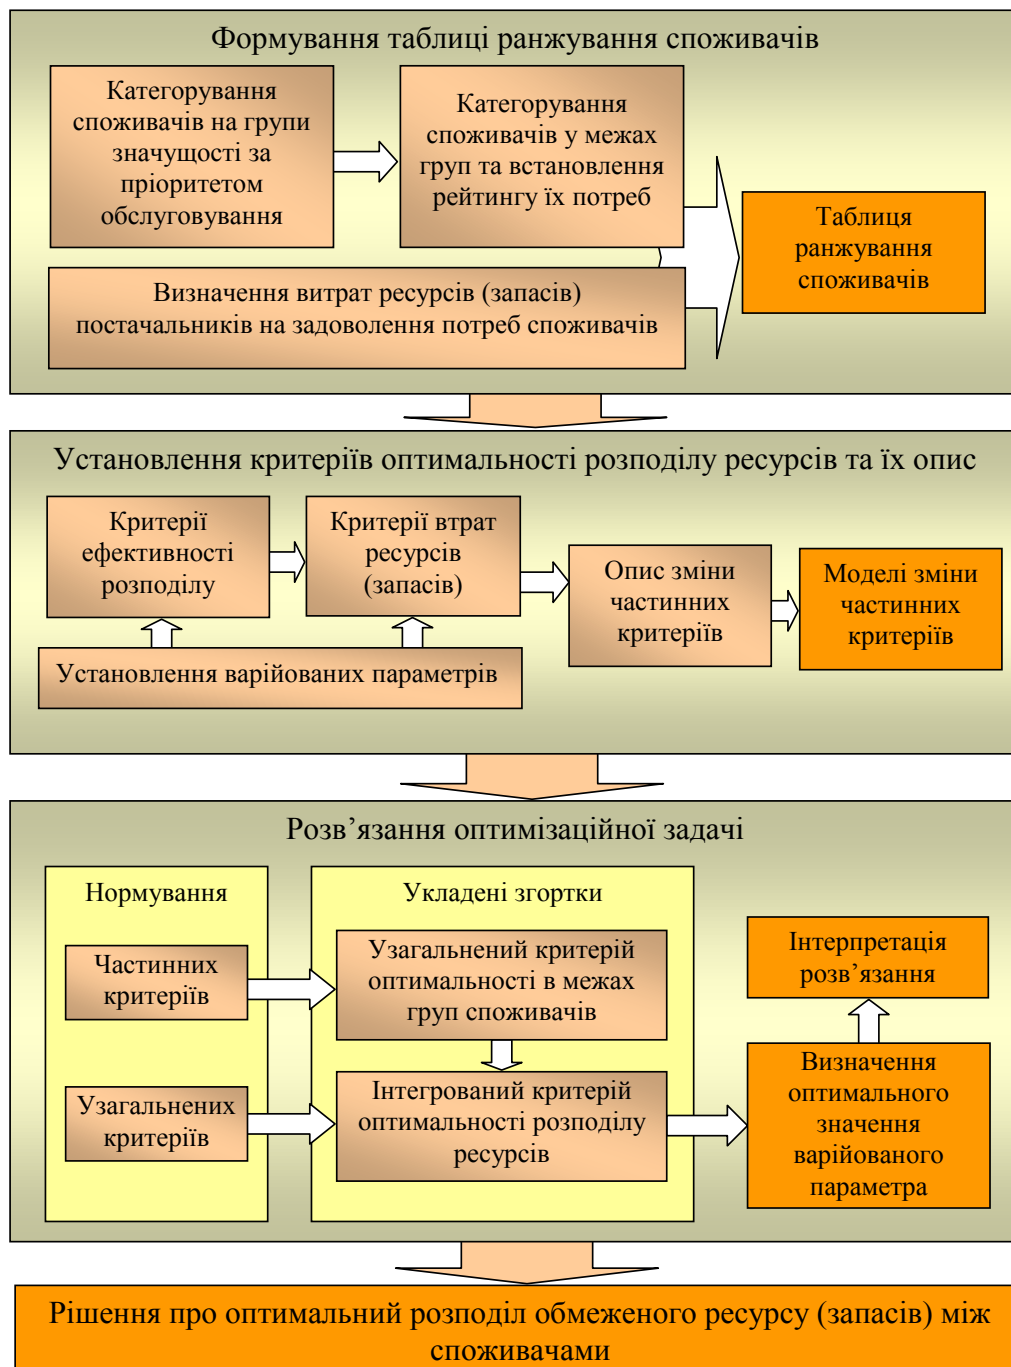 Формування таблиці ранжування споживачів
Категорування
споживачів на групи
значущості за
пріоритетом
обслуговування
Категорування
споживачів у межах
груп та встановлення
рейтингу їх потреб
Визначення витрат ресурсів (запасів)
постачальників на задоволення потреб споживачів
Таблиця
ранжування
споживачів
Установлення критеріїв оптимальності розподілу ресурсів та їх опис
Критерії
ефективності
розподілу
Критерії втрат
ресурсів
(запасів)
Опис зміни
частинних
критеріїв
Моделі зміни
частинних
критеріїв
Установлення варійованих параметрів
Розв’язання оптимізаційної задачі
Нормування
Частинних
критеріїв
Узагальнених
критеріїв
Укладені згортки
Узагальнений критерій
оптимальності в межах
груп споживачів
Інтегрований критерій
оптимальності розподілу
ресурсів
Інтерпретація
розв’язання
Визначення
оптимального
значення
варійованого
параметра
Рішення про оптимальний розподіл обмеженого ресурсу (запасів) між
споживачами